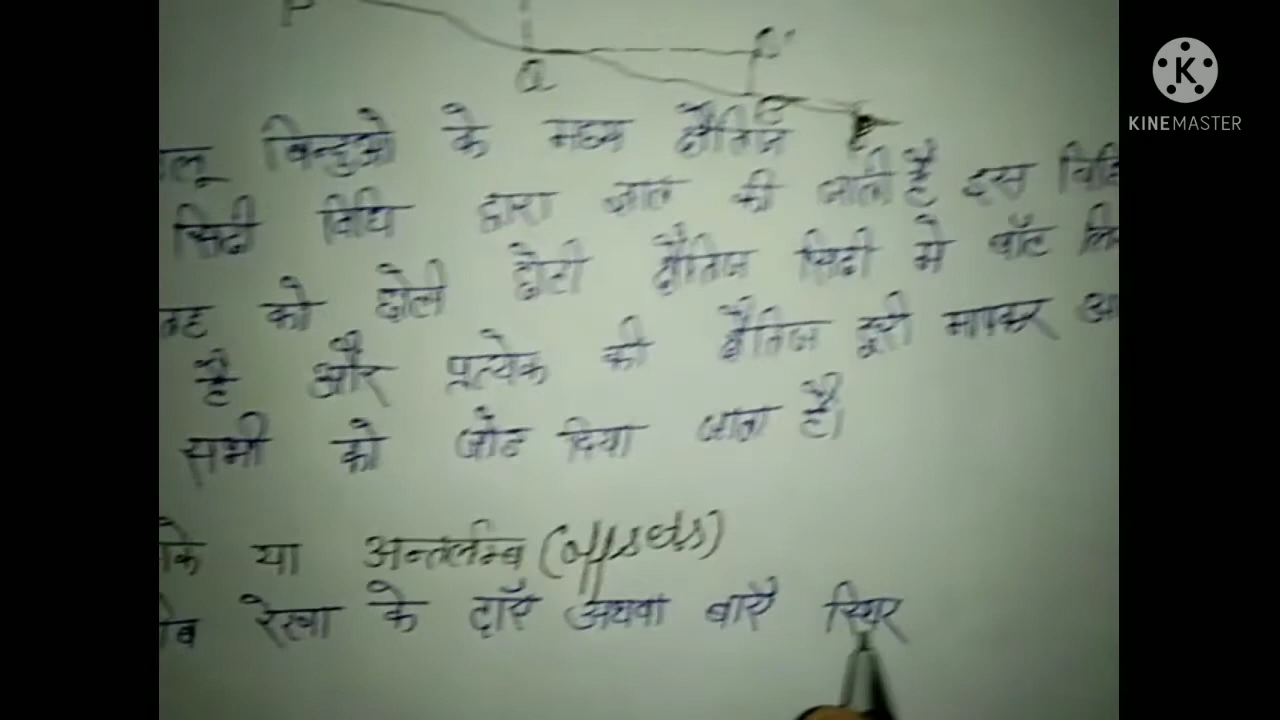 P
Q
लू बिन्दुओ के मध्य क्षैतिज
सिढी विधि द्वारा ज्ञात की जाती है इस
को छोटी छोटी क्षैतिज सिढी मे बॉट
है और प्रत्येक की क्षैतिज दूरी मापकर
सभी को जोड दिया जाता है।
या अन्तर्लम्ब (offsets)
रेखा के दाॅए अथवा बायें स्थिर
K
KINEMASTER